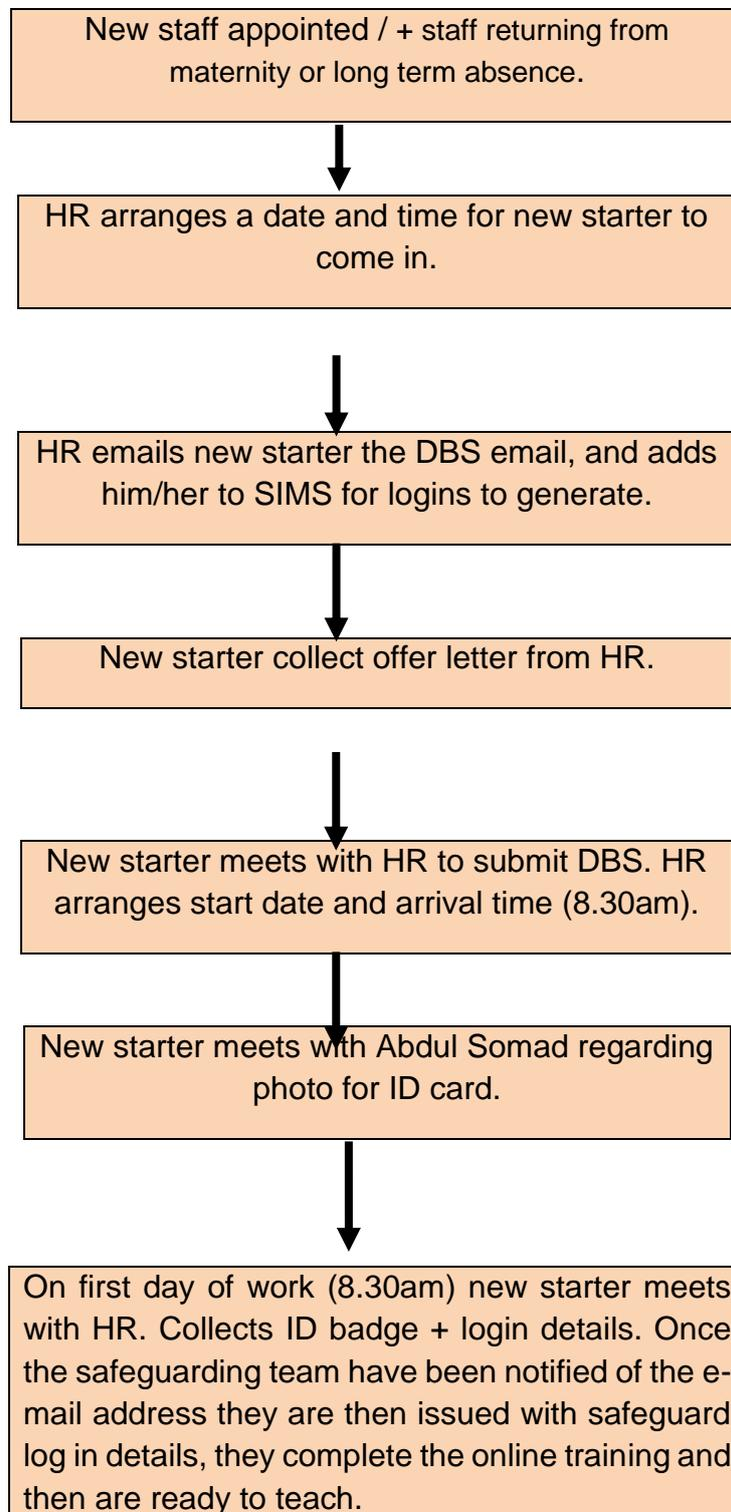 New staff appointed / + staff returning from
maternity or long term absence.
HR arranges a date and time for new starter to
come in.
HR emails new starter the DBS email, and adds
him/her to SIMS for logins to generate.
New starter collect offer letter from HR.
New starter meets with HR to submit DBS. HR
arranges start date and arrival time (8.30am).
New starter meets with Abdul Somad regarding
photo for ID card.
On first day of work (8.30am) new starter meets
with HR. Collects ID badge + login details. Once
the safeguarding team have been notified of the e-
mail address they are then issued with safeguard
log in details, they complete the online training and
then are ready to teach.